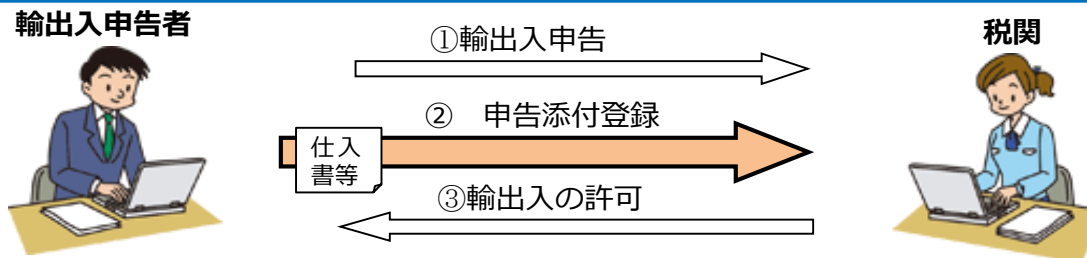 輸出入申告者
税関
①輸出入申告
② 申告添付登録
仕入
書等
③輸出入の許可